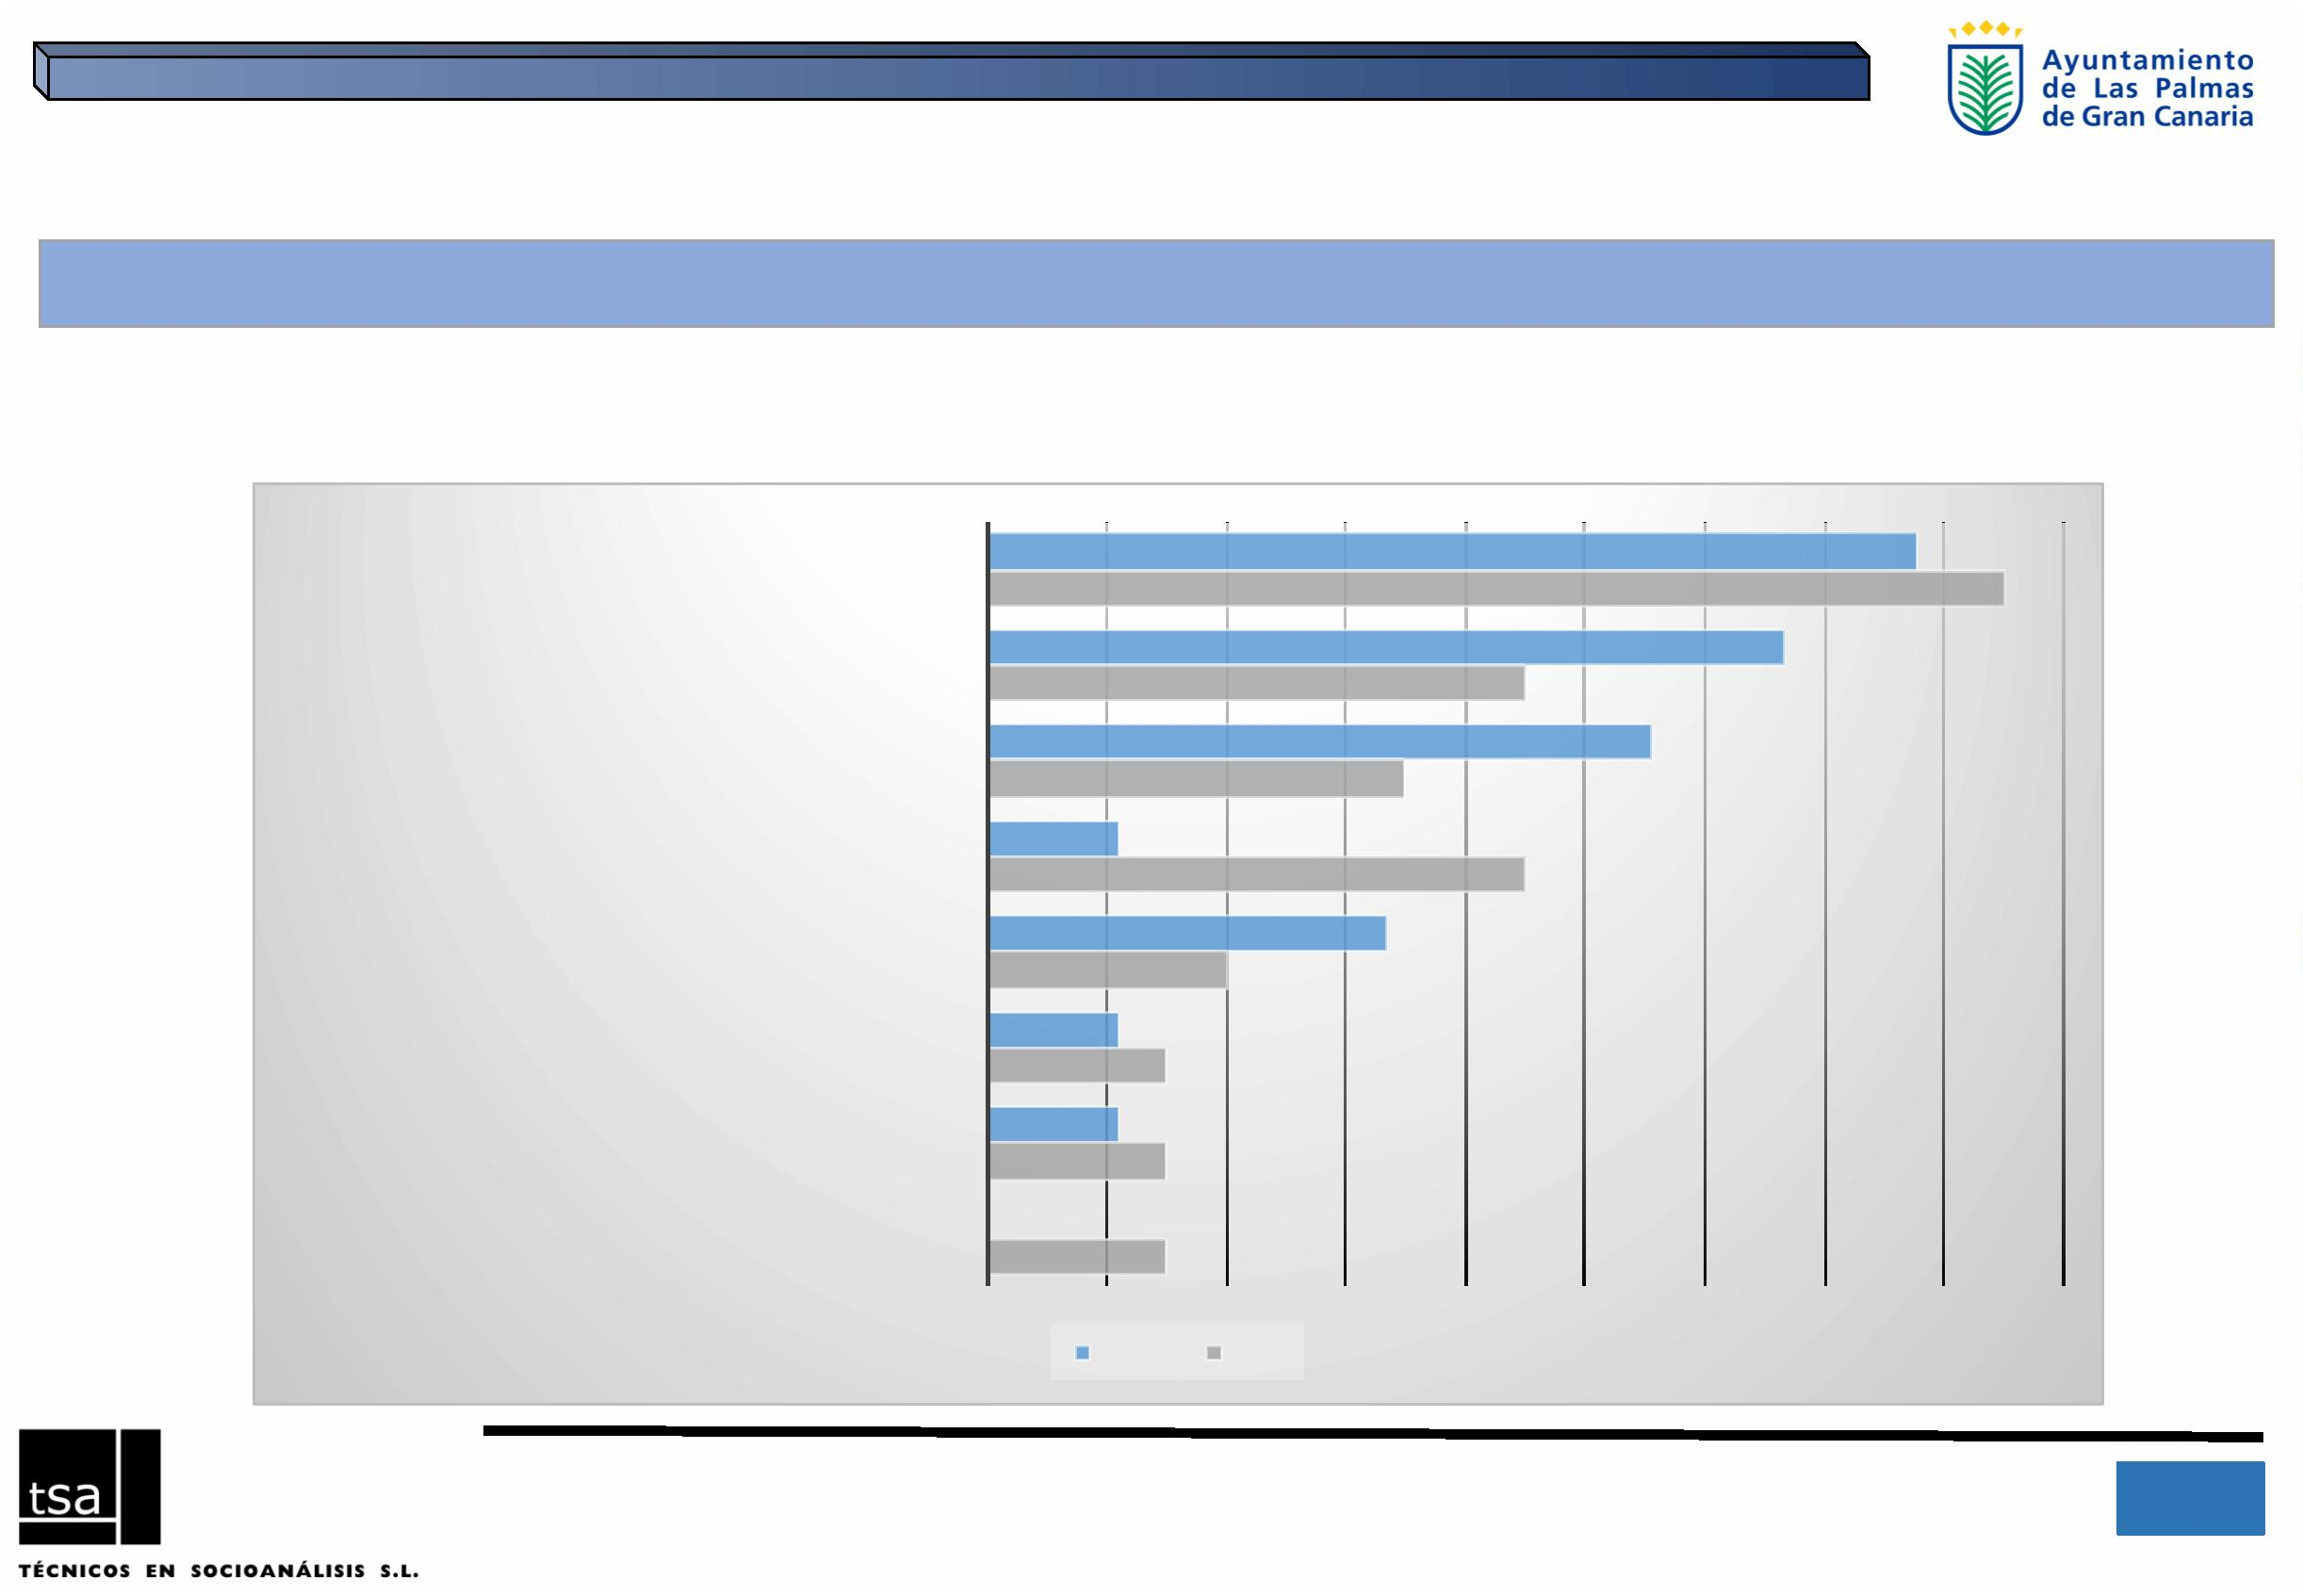 Ayuntamiento
de Las Palmas
de Gran Canaria
tsa
TÉCNICOS EN SOCIOANÁLISIS S.L.